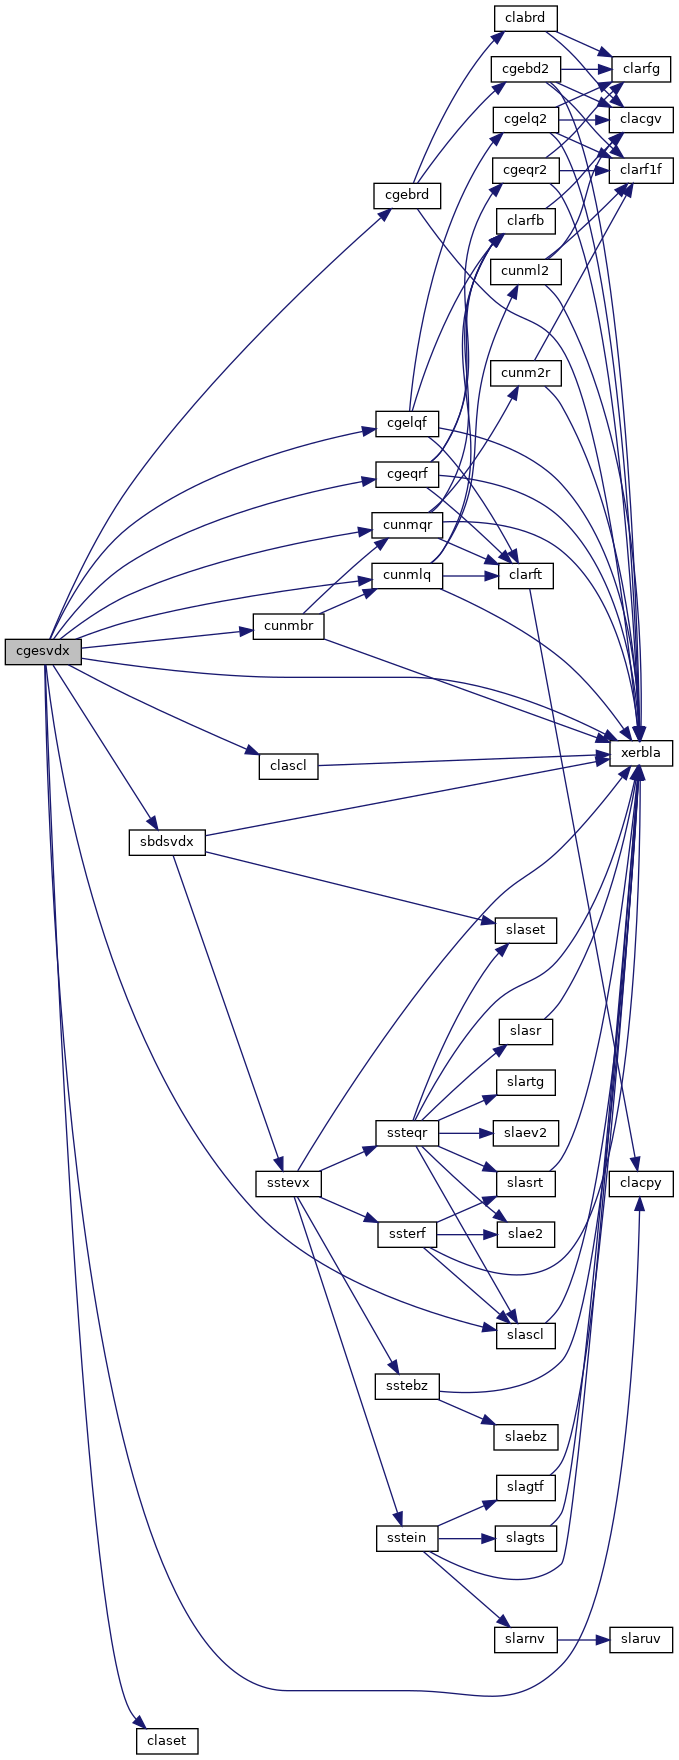 clabrd
cgebd2
clarfg
cgelq2
clacgv
cgeqr2
clarf1f
cgebrd
clarfb
cunml2
cunm2r
cgelqf
cgeqrf
cunmqr
cunmlq
clarft
cunmbr
cgesvdx
xerbla
clascl
sbdsvdx
slaset
slasr
slartg
ssteqr
slaev2
sstevx
slasrt
clacpy
ssterf
slae2
slascl
sstebz
slaebz
slagtf
sstein
slagts
slarnv
slaruv
claset